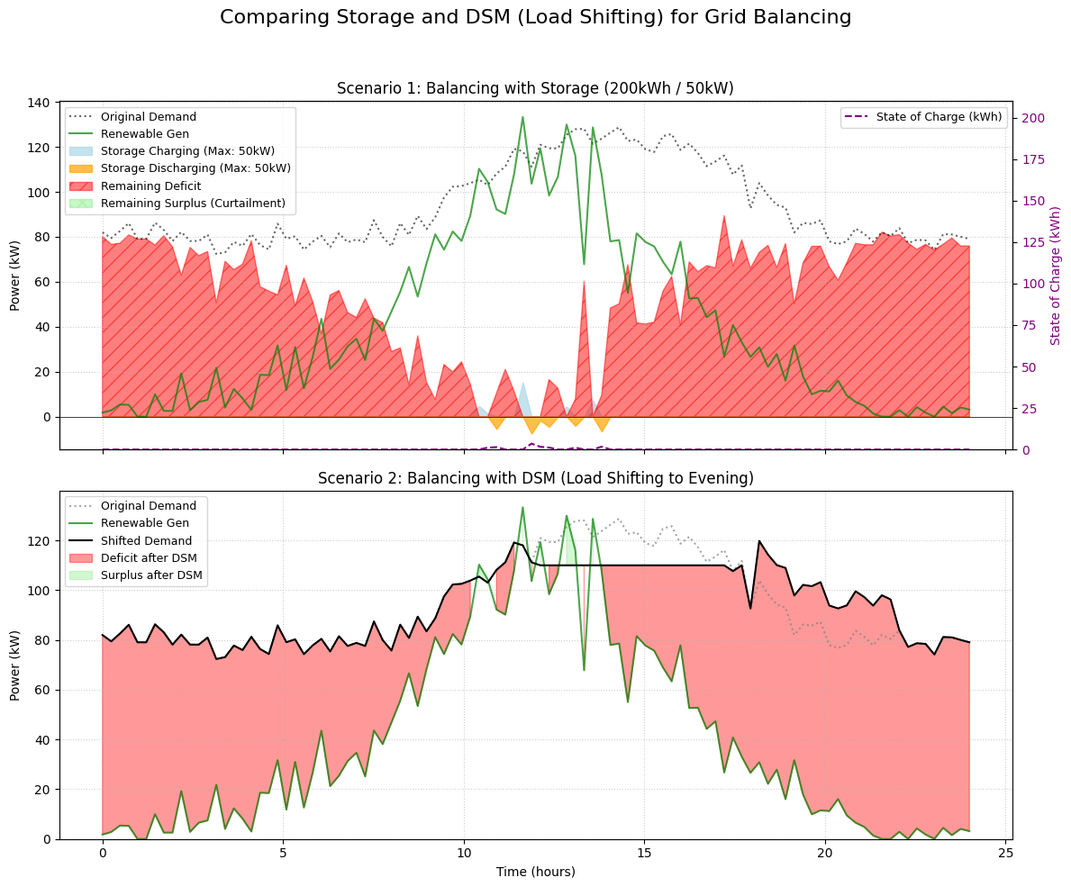 Comparing Storage and DSM (Load Shifting) for Grid Balancing
Scenario 1: Balancing with Storage (200kWh / 50kW)
Original Demand
Renewable Gen
Storage Charging (Max: 50kW)
Storage Discharging (Max: 50kW)
Remaining Deficit
Remaining Surplus (Curtailment)
State of Charge (kWh)
Power (kW)
140
120
100
80
60
40
20
0
State of Charge (kWh)
200
175
150
125
100
75
50
25
0
Scenario 2: Balancing with DSM (Load Shifting to Evening)
Original Demand
Renewable Gen
Shifted Demand
Deficit after DSM
Surplus after DSM
Power (kW)
120
100
80
60
40
20
0
0 5 10 15 20 25
Time (hours)